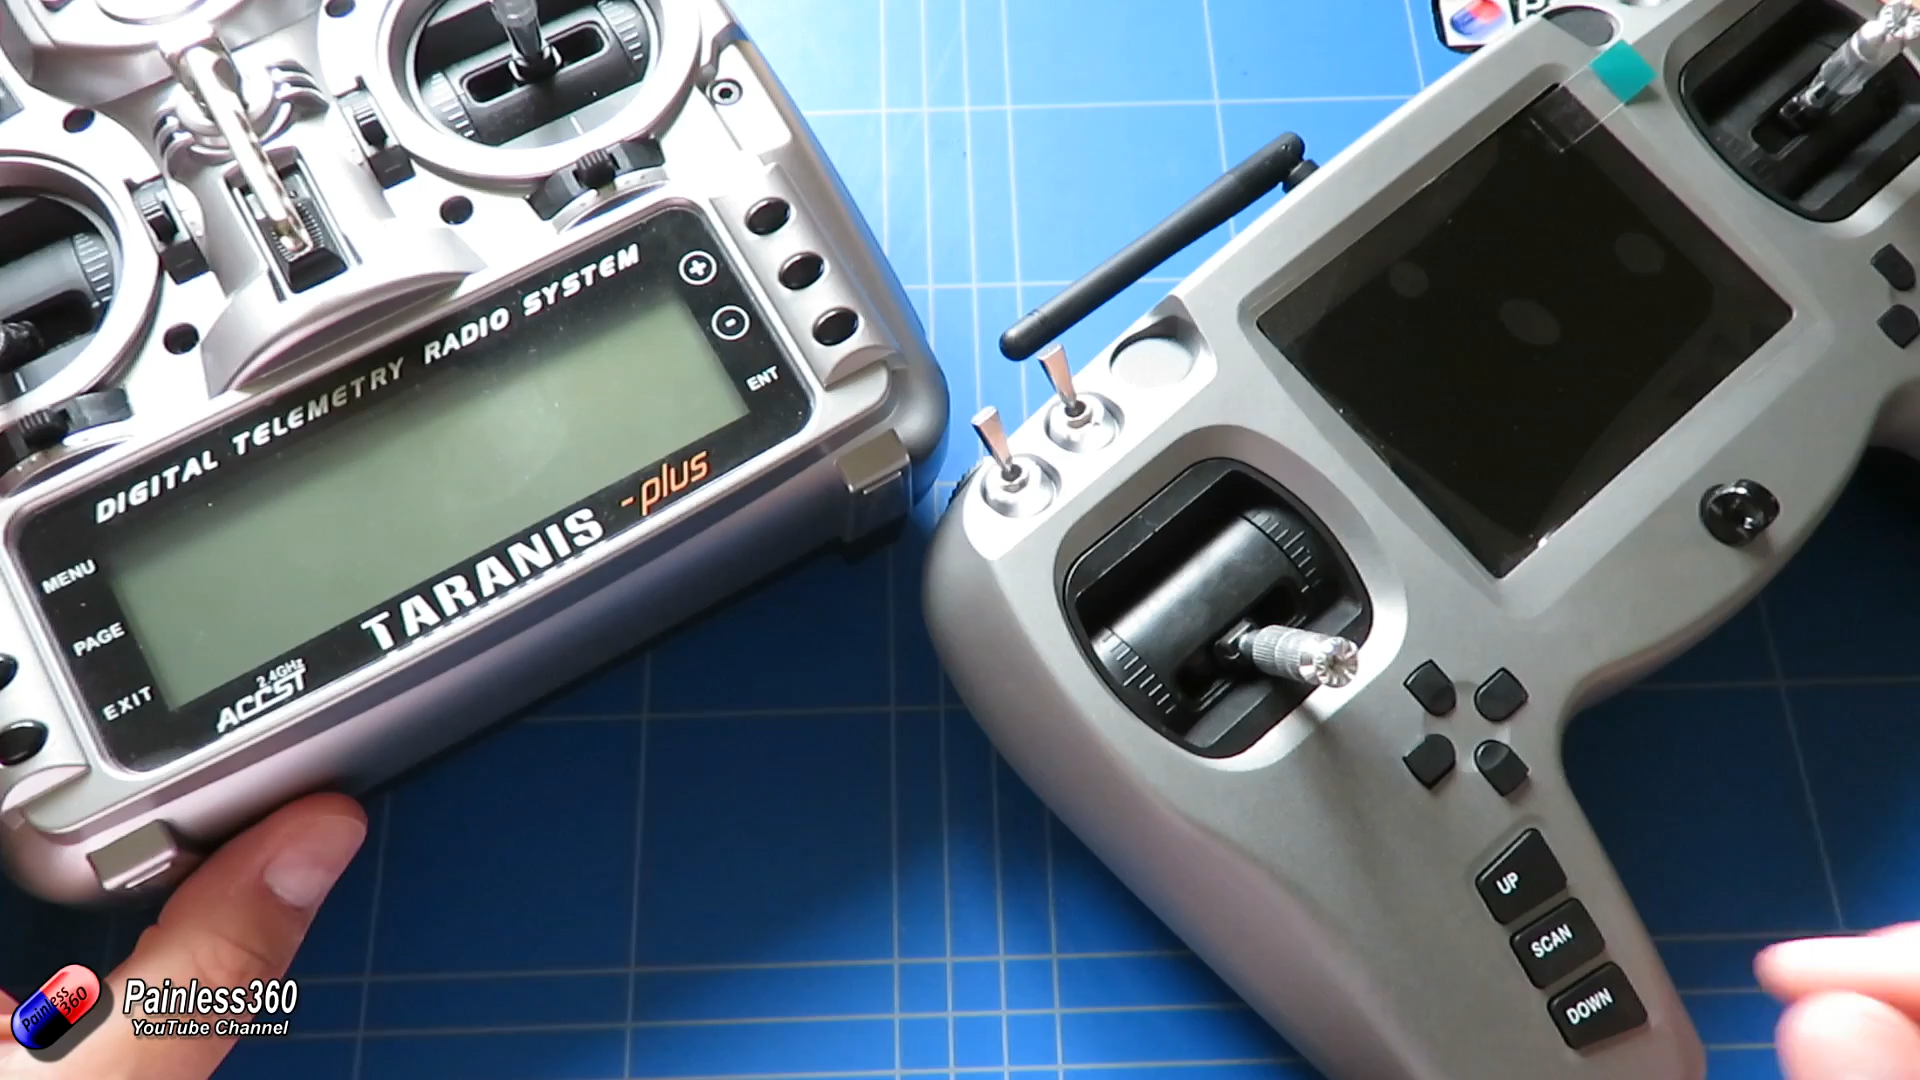 DIGITAL TELEMETRY RADIO SYSTEM
+
-
ENT
MENU
PAGE
EXIT
TARANIS -plus
2.4GHz
ACCST
UP
SCAN
DOWN
Painless360
Painless360
YouTube Channel